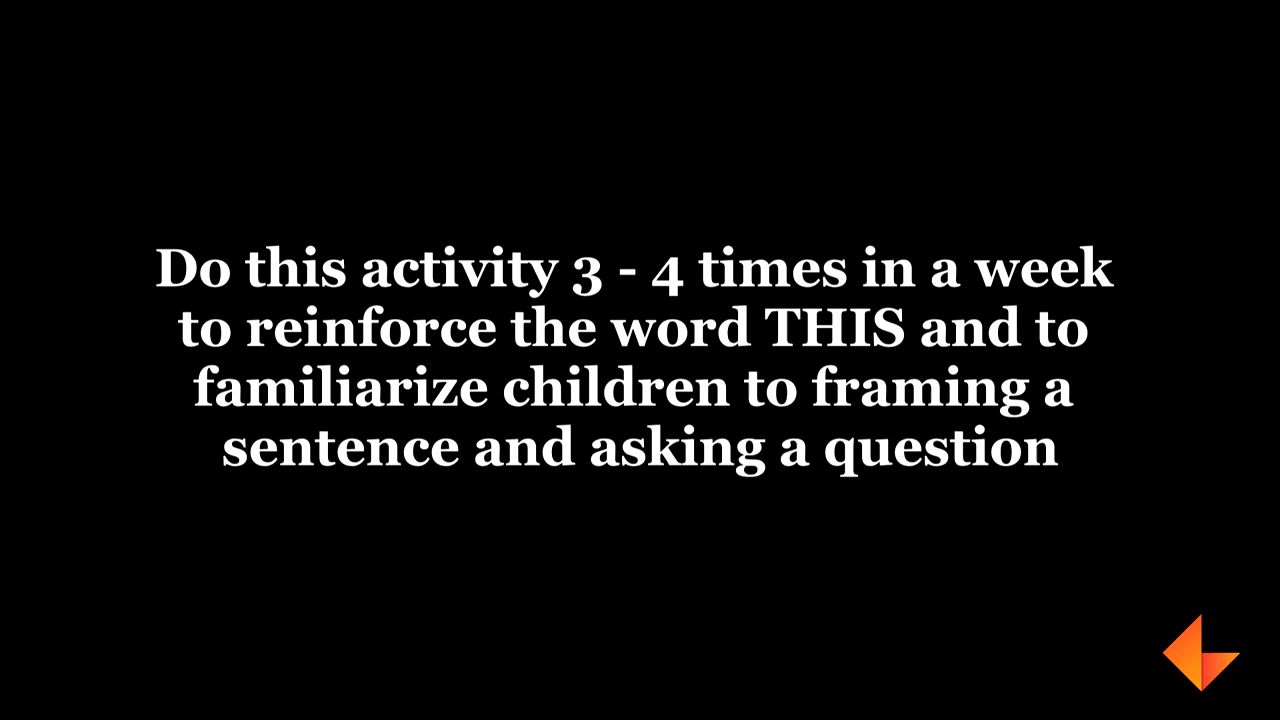 Do this activity 3 - 4 times in a week
to reinforce the word THIS and to
familiarize children to framing a
sentence and asking a question